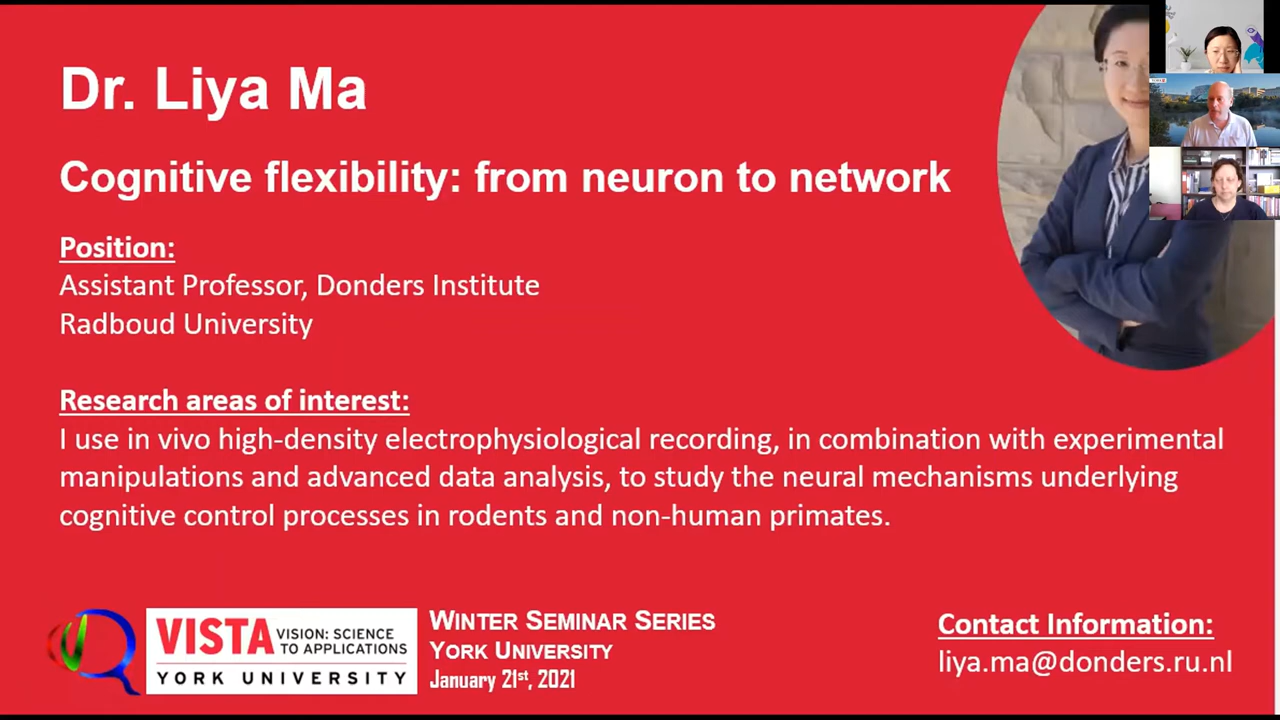 Dr. Liya Ma
Cognitive flexibility: from neuron to network
Position:
Assistant Professor, Donders Institute
Radboud University
Research areas of interest:
I use in vivo high-density electrophysiological recording, in combination with experimental
manipulations and advanced data analysis, to study the neural mechanisms underlying
cognitive control processes in rodents and non-human primates.
VISTA VISION: SCIENCE
TO APPLICATIONS
YORK UNIVERSITY
WINTER SEMINAR SERIES
YORK UNIVERSITY
January 21st, 2021
Contact Information:
liya.ma@donders.ru.nl